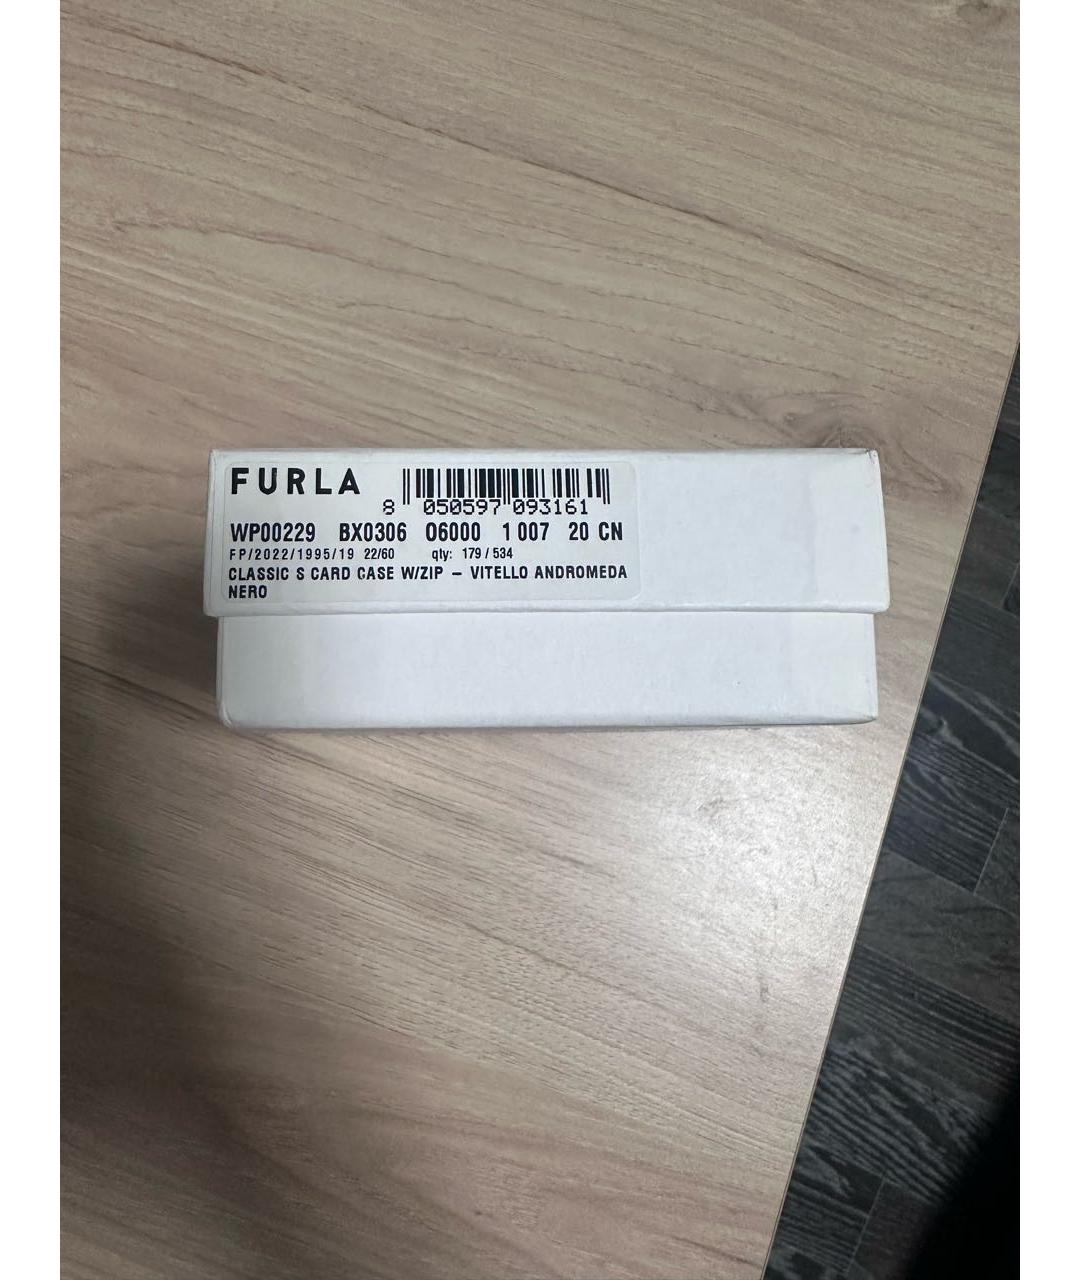 FURLA
8 050597 093161
WP00229 BX0306 O6000 1 007 20 CN
FP/2022/1995/19 22/60 qty: 179 / 534
CLASSIC S CARD CASE W/ZIP – VITELLO ANDROMEDA
NERO